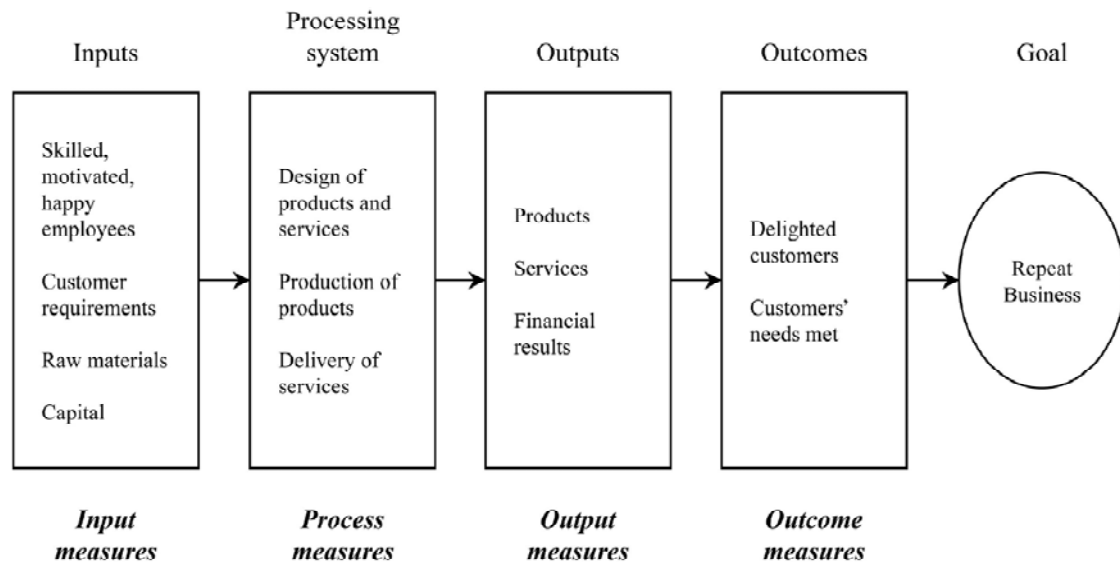 Inputs
Processing
system
Outputs
Outcomes
Goal
Skilled,
motivated,
happy
employees
Customer
requirements
Raw materials
Capital
Design of
products and
services
Production of
products
Delivery of
services
Products
Services
Financial
results
Delighted
customers
Customers’
needs met
Repeat
Business
Input
measures
Process
measures
Output
measures
Outcome
measures